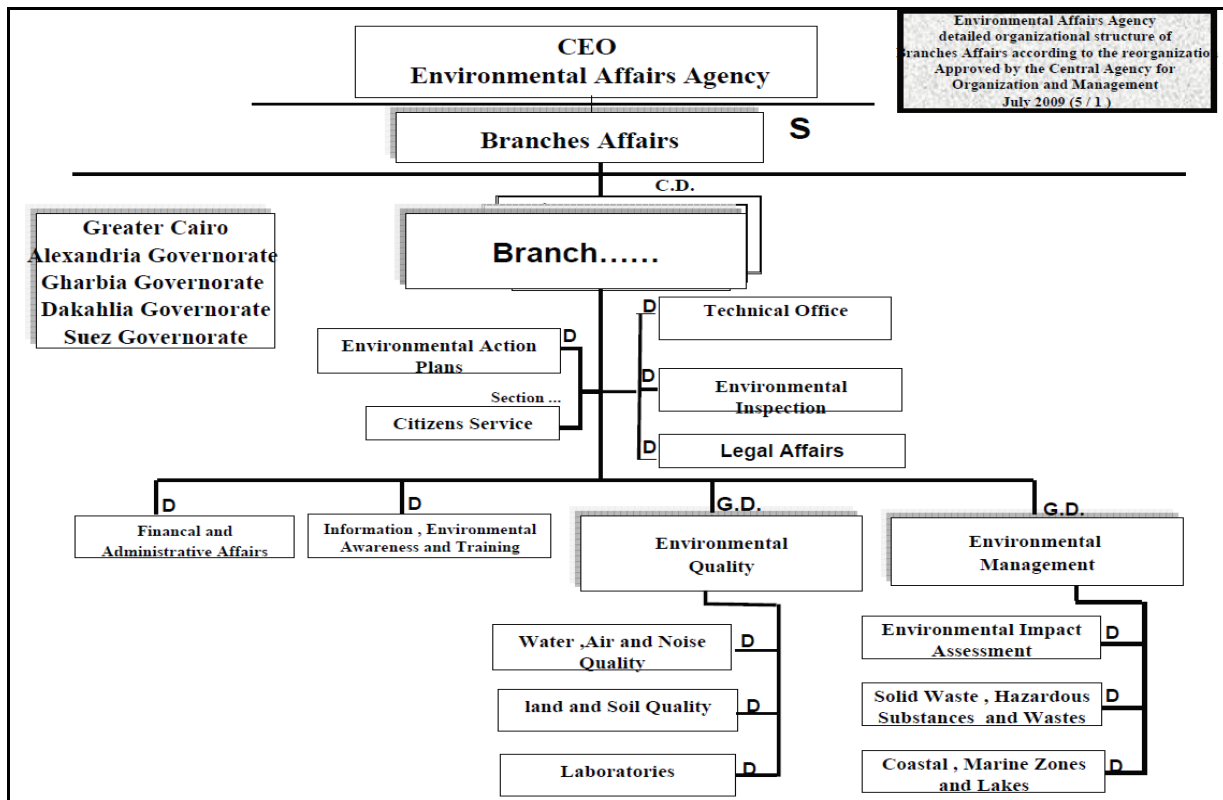 CEO
Environmental Affairs Agency
Environmental Affairs Agency
detailed organizational structure of
Branches Affairs according to the reorganization
Approved by the Central Agency for
Organization and Management
July 2009 (5 / 1 )
Branches Affairs
S
C.D.
Greater Cairo
Alexandria Governorate
Gharbia Governorate
Dakahlia Governorate
Suez Governorate
Branch......
D
Technical Office
D
Environmental Action
Plans
D
Environmental
Inspection
Section ...
Citizens Service
D
Legal Affairs
D
Financal and
Administrative Affairs
D
Information , Environmental
Awareness and Training
G.D.
Environmental
Quality
G.D.
Environmental
Management
Water ,Air and Noise
Quality
D
land and Soil Quality
D
Laboratories
D
Environmental Impact
Assessment
D
Solid Waste , Hazardous
Substances and Wastes
D
Coastal , Marine Zones
and Lakes
D